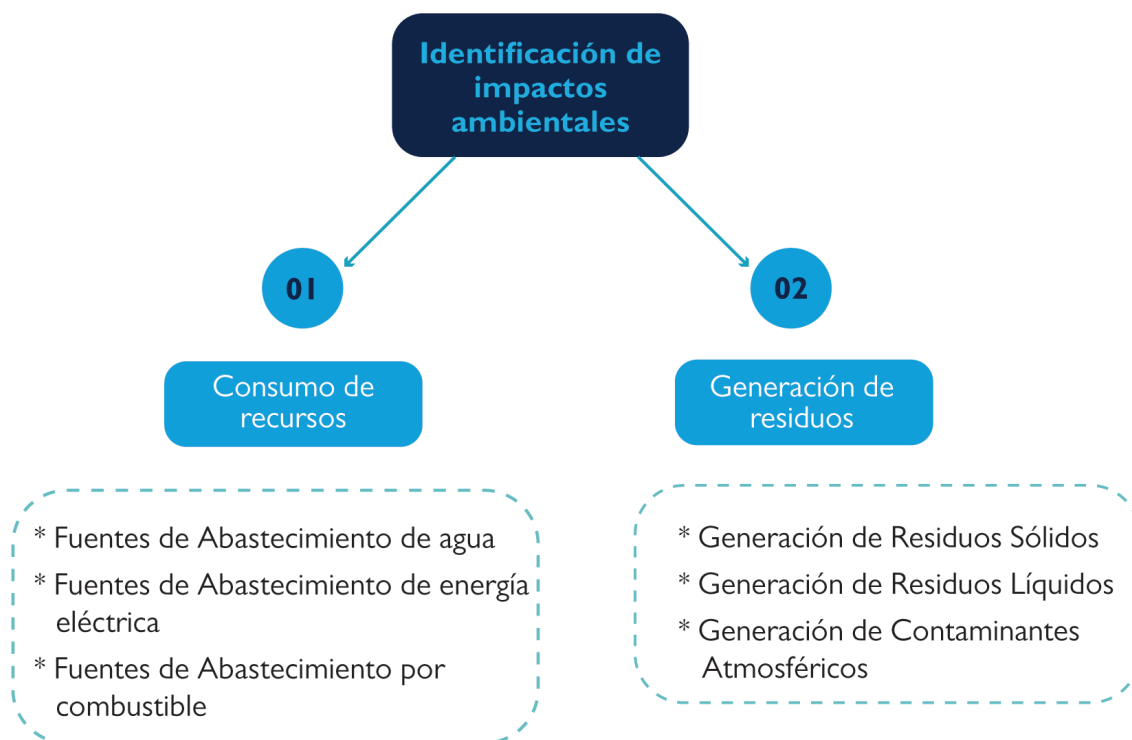 Identificación de
impactos
ambientales
01
Consumo de
recursos
* Fuentes de Abastecimiento de agua
* Fuentes de Abastecimiento de energía
eléctrica
* Fuentes de Abastecimiento por
combustible
02
Generación de
residuos
* Generación de Residuos Sólidos
* Generación de Residuos Líquidos
* Generación de Contaminantes
Atmosféricos